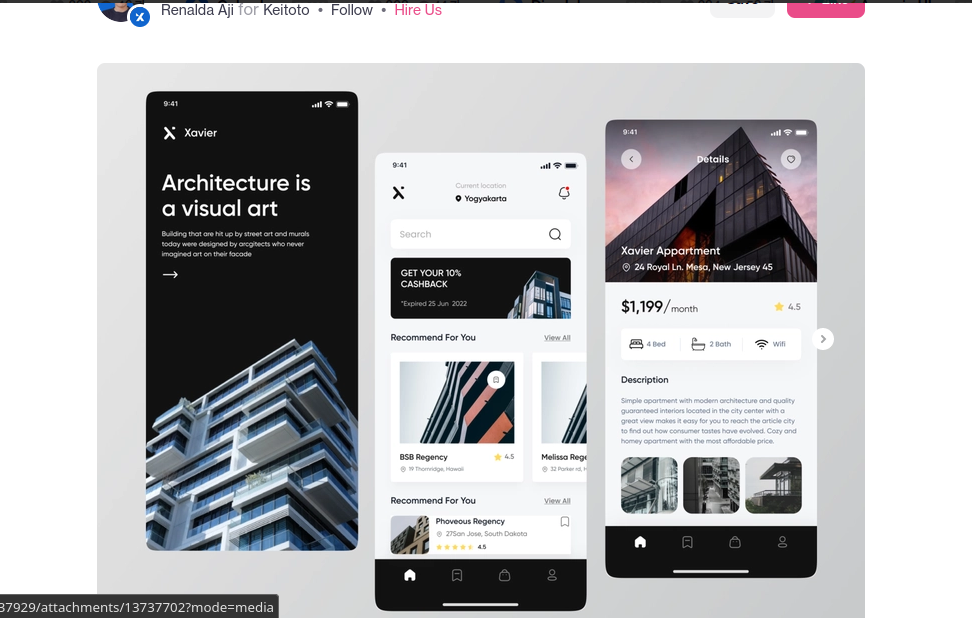 Renalda Aji for Keitoto • Follow • Hire Us
9:41
Xavier
Architecture is
a visual art
Building that are hit up by street art and murals
today were designed by arcgitects who never
imagined art on their facade
9:41
Current location
Yogyakarta
Search
GET YOUR 10%
CASHBACK
*Expired 25 Jun 2022
Recommend For You
View All
BSB Regency
4.5
19 Thornridge, Hawaii
Melissa Rege
32 Parker rd, H
Recommend For You
View All
Phoveous Regency
27San Jose, South Dakota
4.5
9:41
Details
Xavier Appartment
24 Royal Ln. Mesa, New Jersey 45
$1,199/month
4.5
4 Bed
2 Bath
Wifi
Description
Simple apartment with modern architecture and quality
guaranteed interiors located in the city center with a
great view makes it easy for you to reach the article city
to find out how consumer tastes have evolved. Cozy and
homey apartment with the most affordable price.
37929/attachments/13737702?mode=media